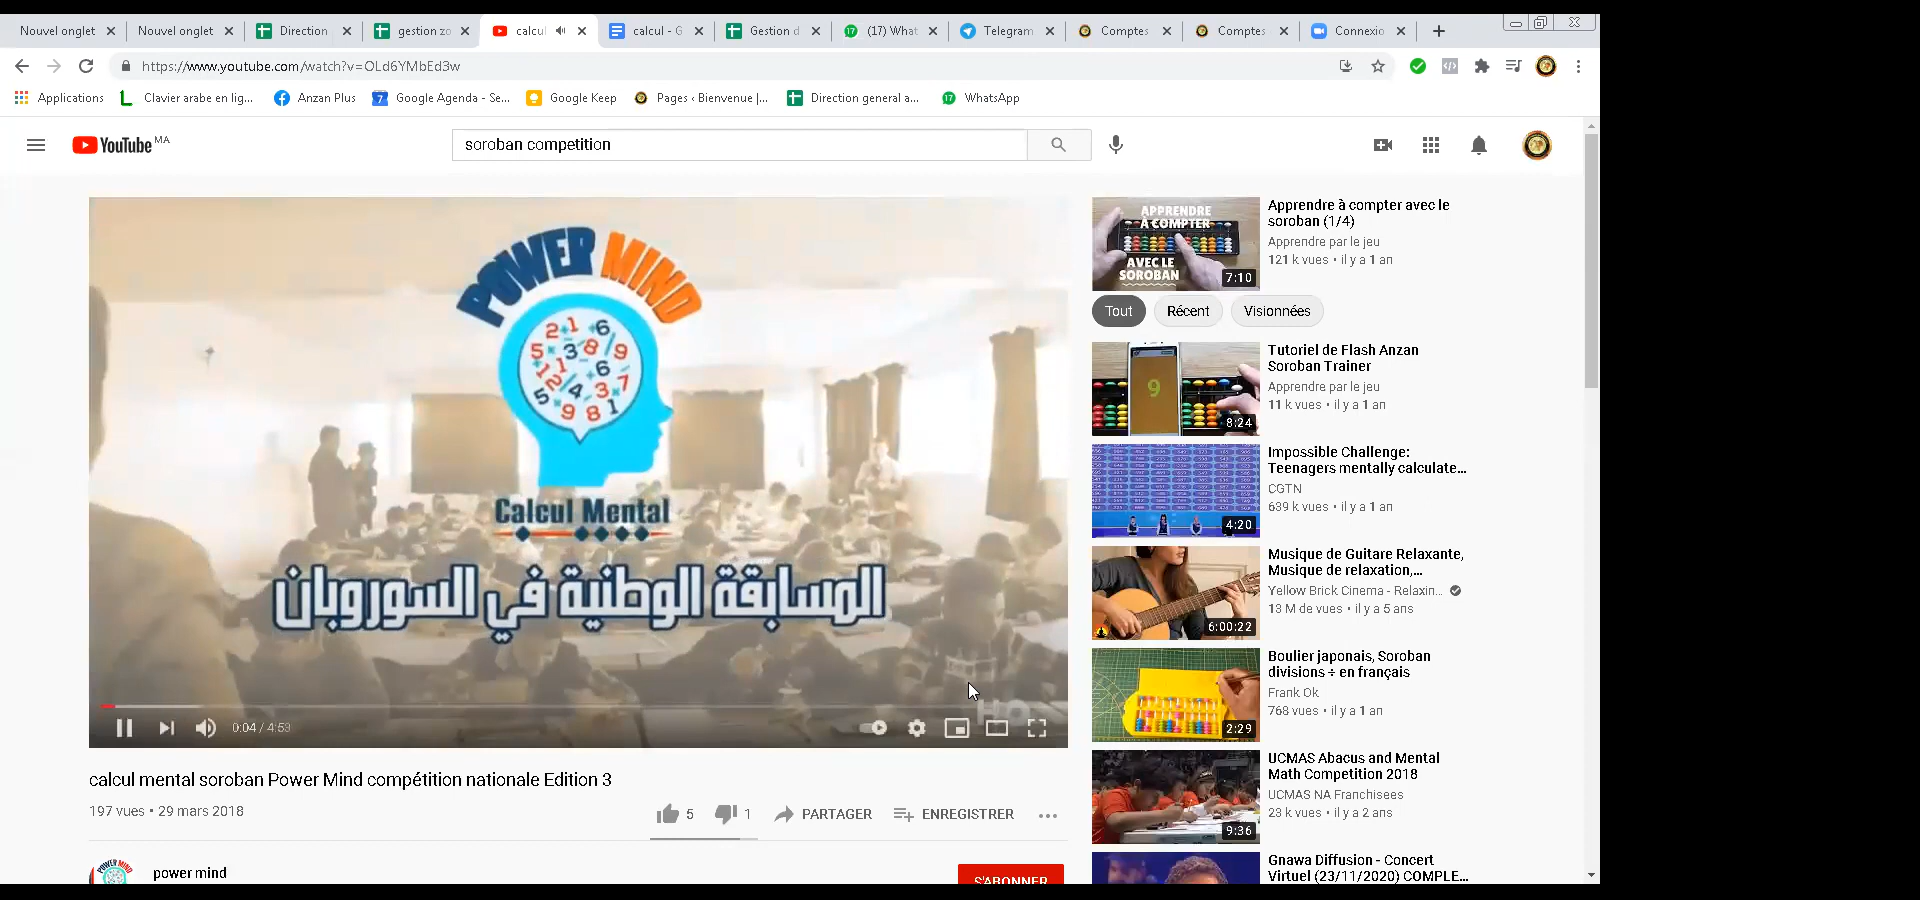 Nouvel onglet
Nouvel onglet
Direction
gestion zo
calcul
calcul - G
Gestion d
(17) What
Telegram
Comptes
Comptes
Connexio
https://www.youtube.com/watch?v=OLd6YMbEd3w
Applications
Clavier arabe en lig...
Anzan Plus
Google Agenda - Se...
Google Keep
Pages ‹ Bienvenue |...
Direction general a...
WhatsApp
YouTube MA
soroban competition
POWER MIND
Calcul Mental
المسابقة الوطنية في السوروبان
0:04 / 4:53
calcul mental soroban Power Mind compétition nationale Edition 3
197 vues • 29 mars 2018
5
1
PARTAGER
ENREGISTRER
POWER MIND
power mind
S'ABONNER
APPRENDRE
À COMPTER
AVEC LE
SOROBAN
7:10
Apprendre à compter avec le
soroban (1/4)
Apprendre par le jeu
121 k vues • il y a 1 an
Tout
Récent
Visionnées
9
8:24
Tutoriel de Flash Anzan
Soroban Trainer
Apprendre par le jeu
11 k vues • il y a 1 an
4:20
Impossible Challenge:
Teenagers mentally calculate...
CGTN
639 k vues • il y a 1 an
6:00:22
Musique de Guitare Relaxante,
Musique de relaxation,...
Yellow Brick Cinema - Relaxin...
13 M de vues • il y a 5 ans
2:29
Boulier japonais, Soroban
divisions ÷ en français
Frank Ok
768 vues • il y a 1 an
9:36
UCMAS Abacus and Mental
Math Competition 2018
UCMAS NA Franchisees
23 k vues • il y a 2 ans
Gnawa Diffusion - Concert
Virtuel (23/11/2020) COMPLE...